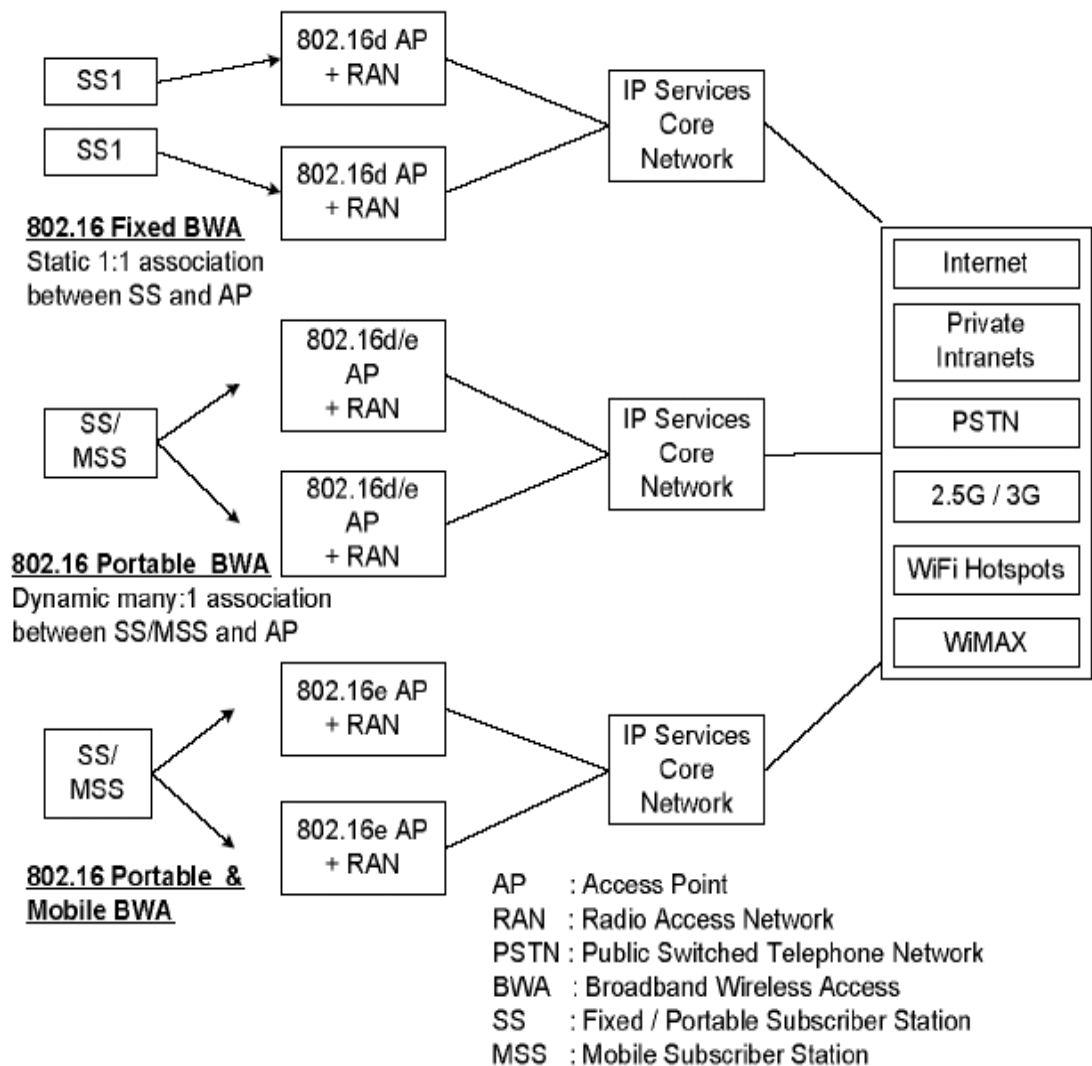 SS1
802.16d AP
+ RAN
SS1
802.16d AP
+ RAN
IP Services
Core
Network
802.16 Fixed BWA
Static 1:1 association
between SS and AP
SS/
MSS
802.16d/e
AP
+ RAN
802.16d/e
AP
+ RAN
IP Services
Core
Network
802.16 Portable BWA
Dynamic many:1 association
between SS/MSS and AP
SS/
MSS
802.16e AP
+ RAN
802.16e AP
+ RAN
IP Services
Core
Network
802.16 Portable &
Mobile BWA
Internet
Private
Intranets
PSTN
2.5G / 3G
WiFi Hotspots
WiMAX
AP : Access Point
RAN : Radio Access Network
PSTN : Public Switched Telephone Network
BWA : Broadband Wireless Access
SS : Fixed / Portable Subscriber Station
MSS : Mobile Subscriber Station